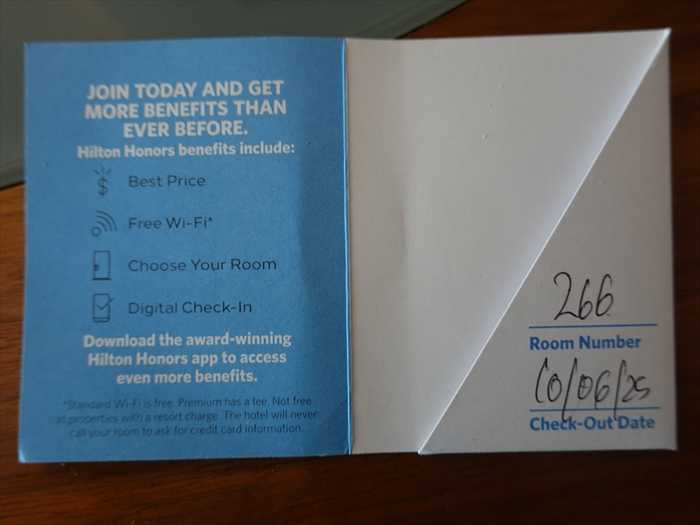 JOIN TODAY AND GET
MORE BENEFITS THAN
EVER BEFORE.
Hilton Honors benefits include:
$
Best Price
Free Wi-Fi*
Choose Your Room
Digital Check-In
Download the award-winning
Hilton Honors app to access
even more benefits.
*Standard Wi-Fi is free. Premium has a fee. Not free
at properties with a resort charge. The hotel will never
call your room to ask for credit card information.
266
Room Number
10/06/25
Check-Out Date